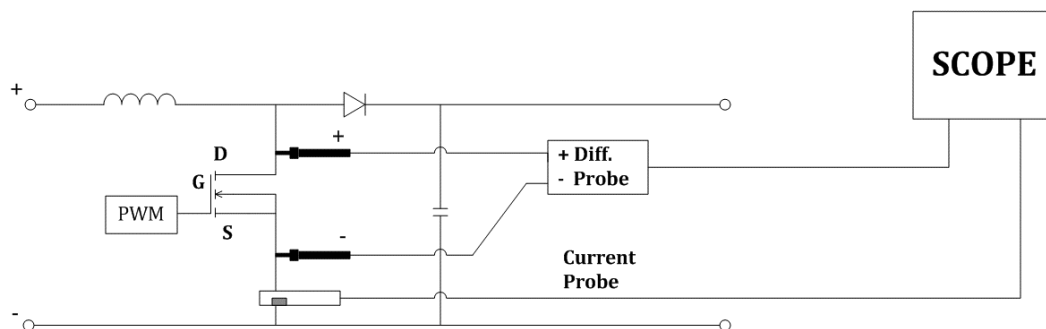 SCOPE
+
+
D
+ Diff.
- Probe
G
PWM
S
-
Current
Probe
-